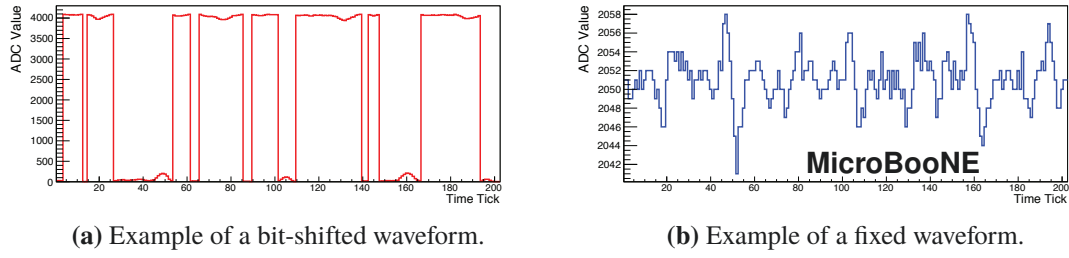 ADC Value
4000
3500
3000
2500
2000
1500
1000
500
0
20 40 60 80 100 120 140 160 180 200
Time Tick
(a) Example of a bit-shifted waveform.
ADC Value
2058
2056
2054
2052
2050
2048
2046
2044
2042
MicroBooNE
20 40 60 80 100 120 140 160 180 200
Time Tick
(b) Example of a fixed waveform.